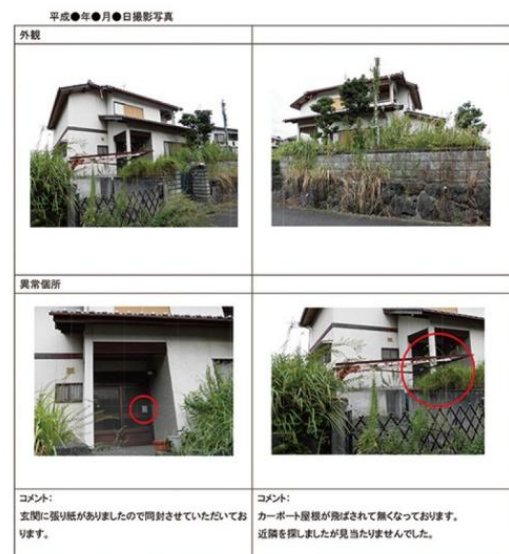 平成●年●月●日撮影写真
外観
異常個所
コメント:
玄関に張り紙がありましたので同封させていただいてお
ります。
コメント:
カーポート屋根が飛ばされて無くなっております。
近隣を探しましたが見当たりませんでした。